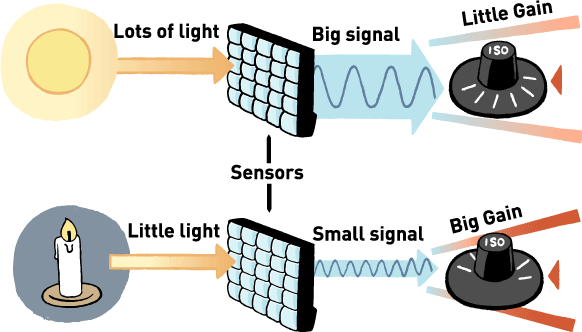 Lots of light
Big signal
Little Gain
ISO
Sensors
Little light
Small signal
Big Gain
ISO